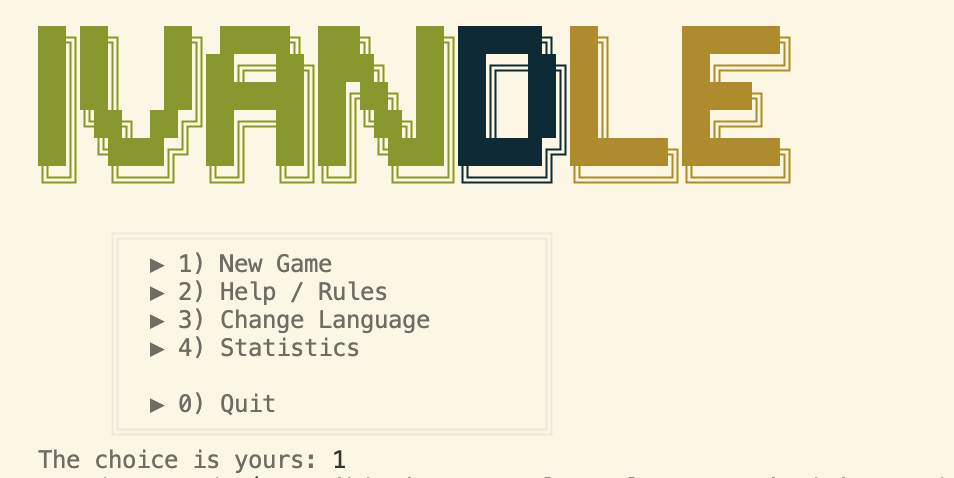 IVANDLE
▶ 1) New Game
▶ 2) Help / Rules
▶ 3) Change Language
▶ 4) Statistics
▶ 0) Quit
The choice is yours: 1